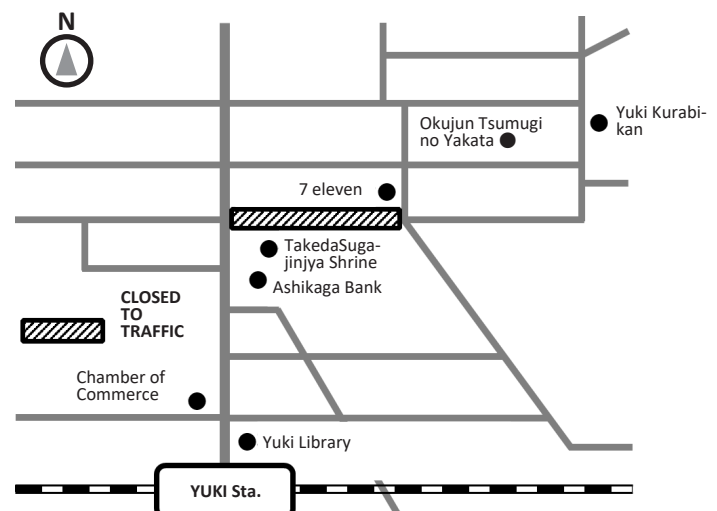 N
Okujun Tsumugi
no Yakata
Yuki Kurabi-
kan
7 eleven
TakedaSuga-
jinjya Shrine
Ashikaga Bank
CLOSED
TO
TRAFFIC
Chamber of
Commerce
Yuki Library
YUKI Sta.